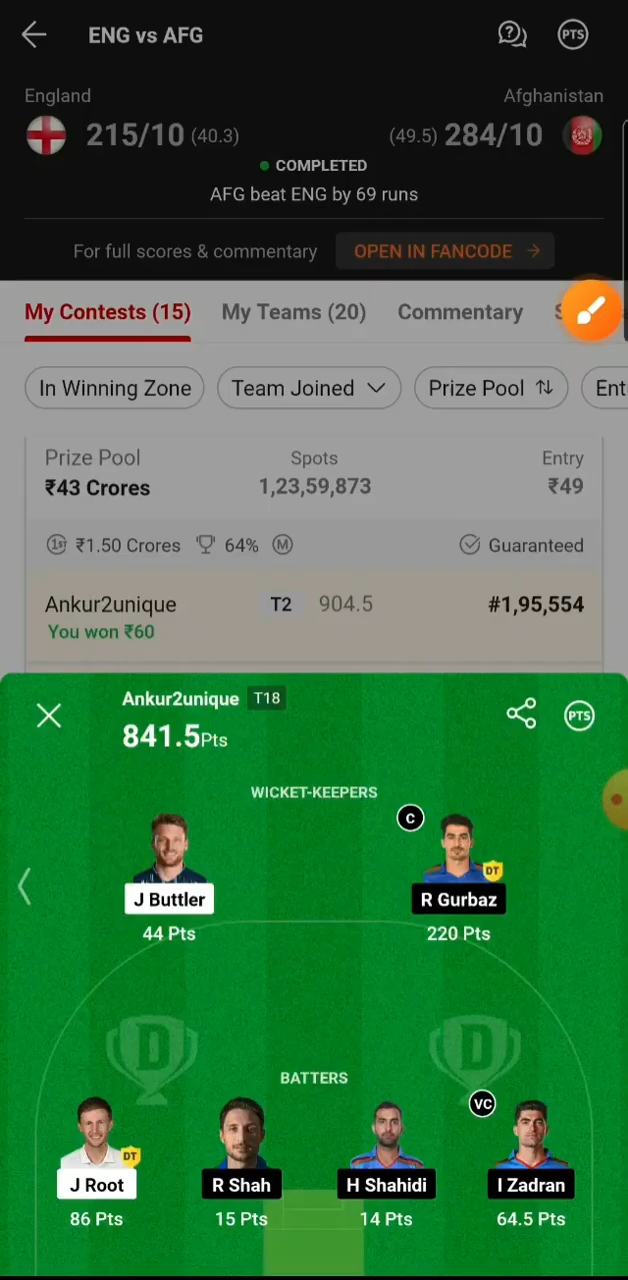 ENG vs AFG
PTS
England
Afghanistan
215/10 (40.3)
(49.5) 284/10
COMPLETED
AFG beat ENG by 69 runs
For full scores & commentary
OPEN IN FANCODE
My Contests (15)
My Teams (20)
Commentary
In Winning Zone
Team Joined
Prize Pool
Ent
Prize Pool
Spots
Entry
₹43 Crores
1,23,59,873
₹49
1ST ₹1.50 Crores
64%
M
Guaranteed
Ankur2unique
T2
904.5
#1,95,554
You won ₹60
Ankur2unique
T18
841.5Pts
PTS
WICKET-KEEPERS
C
DT
J Buttler
R Gurbaz
44 Pts
220 Pts
D
D
BATTERS
VC
DT
J Root
R Shah
H Shahidi
I Zadran
86 Pts
15 Pts
14 Pts
64.5 Pts